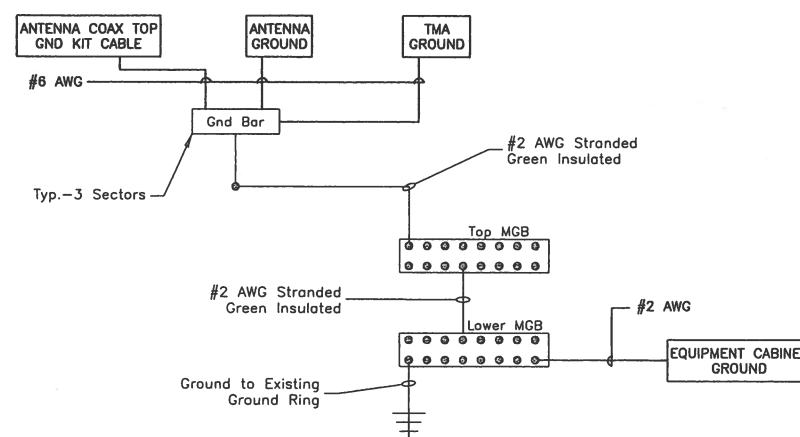 ANTENNA COAX TOP
GND KIT CABLE
ANTENNA
GROUND
TMA
GROUND
#6 AWG
Gnd Bar
#2 AWG Stranded
Green Insulated
Typ.-3 Sectors
Top MGB
#2 AWG Stranded
Green Insulated
Lower MGB
#2 AWG
EQUIPMENT CABINE
GROUND
Ground to Existing
Ground Ring